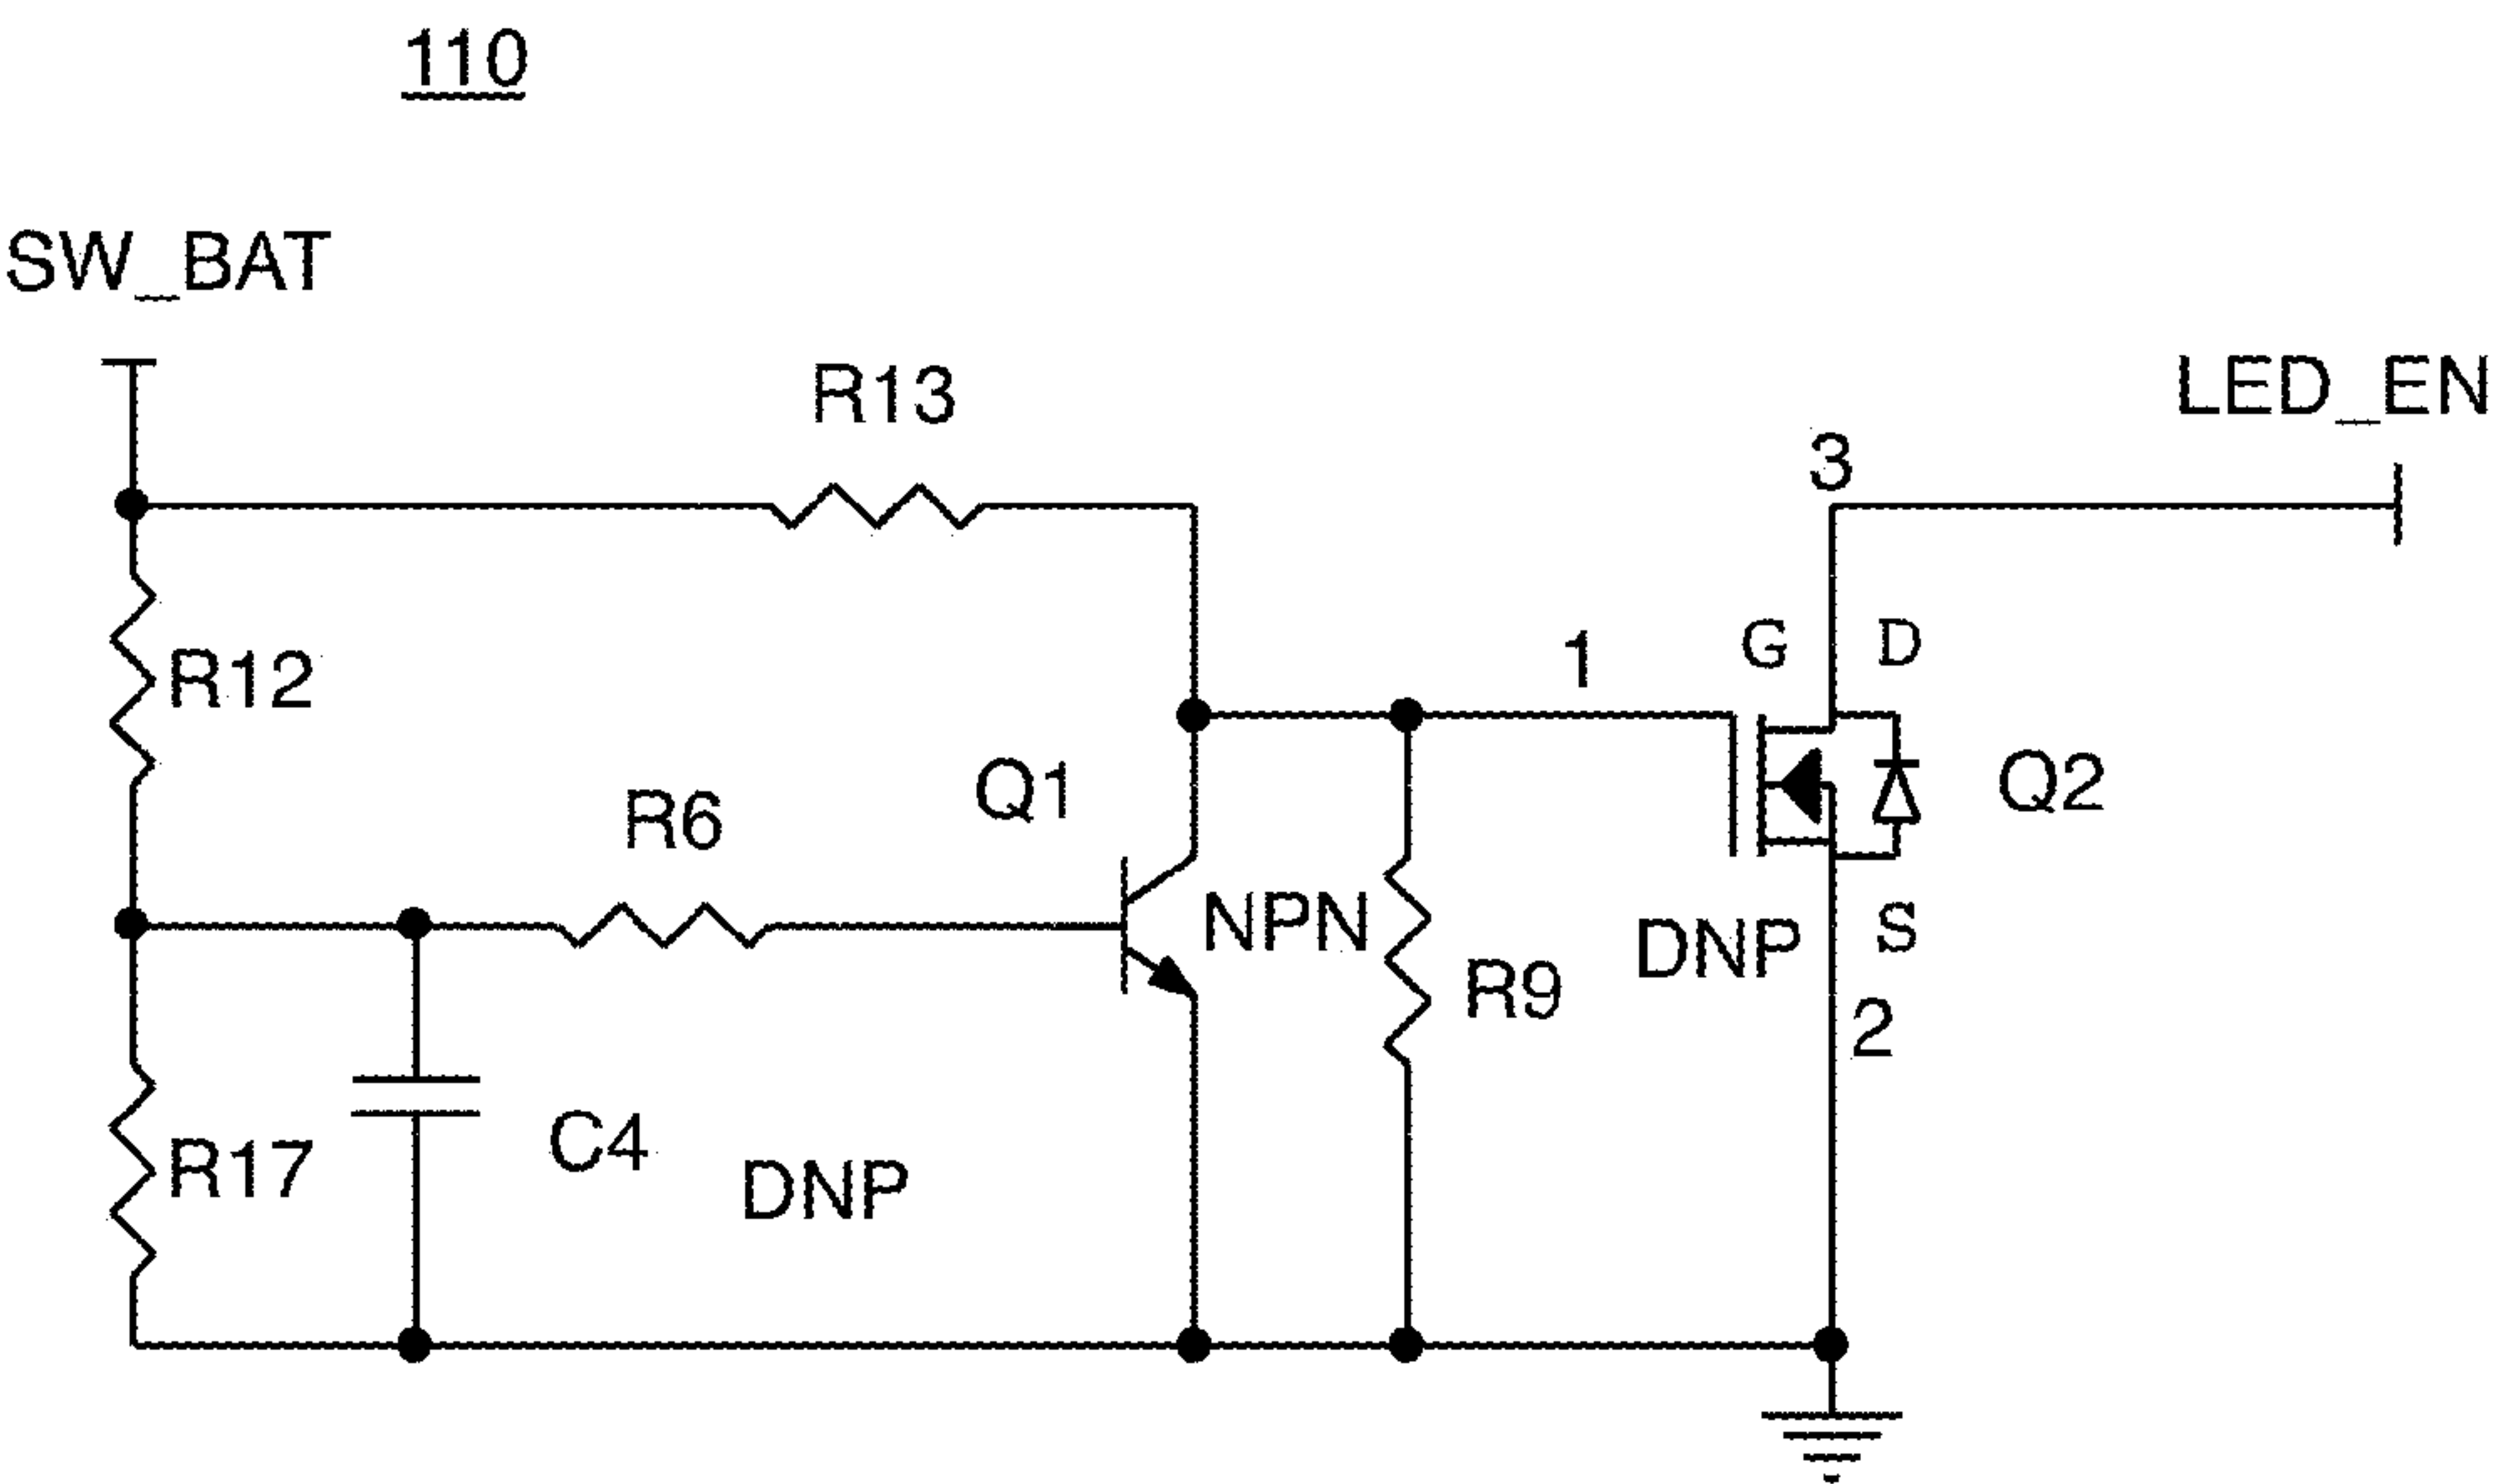 110
SW_BAT
R13
LED_EN
3
R12
1
G
D
Q1
Q2
R6
NPN
R9
DNP
S
2
R17
C4
DNP